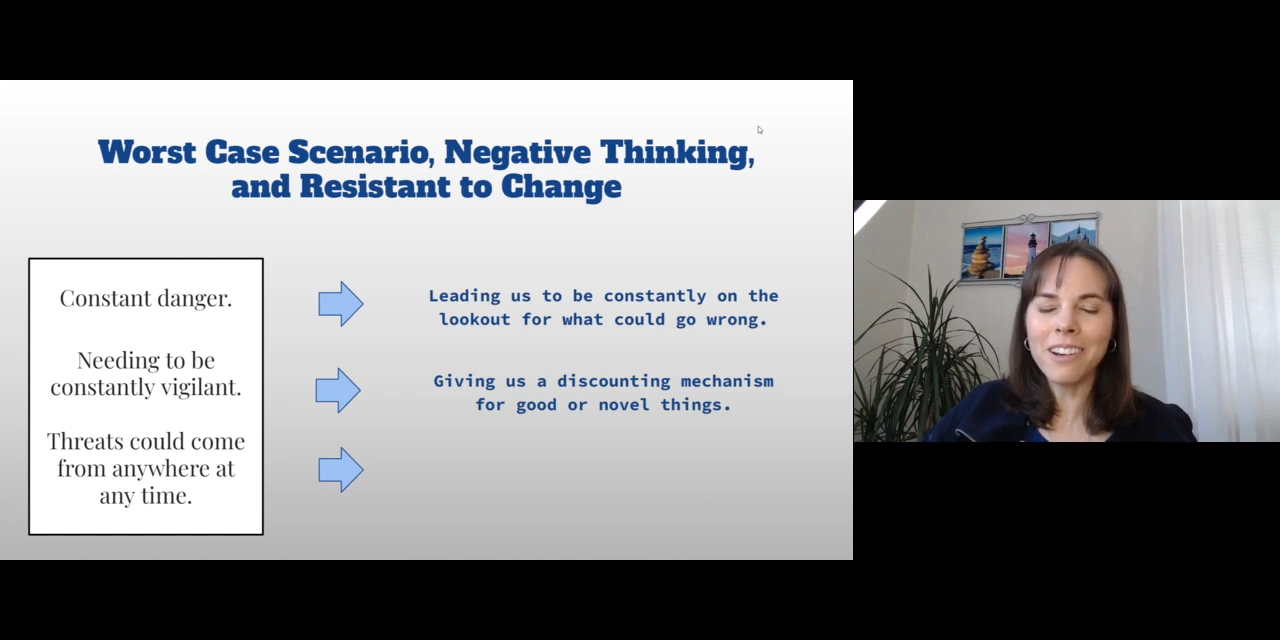 Worst Case Scenario, Negative Thinking,
and Resistant to Change
Constant danger.
Needing to be
constantly vigilant.
Threats could come
from anywhere at
any time.
Leading us to be constantly on the
lookout for what could go wrong.
Giving us a discounting mechanism
for good or novel things.